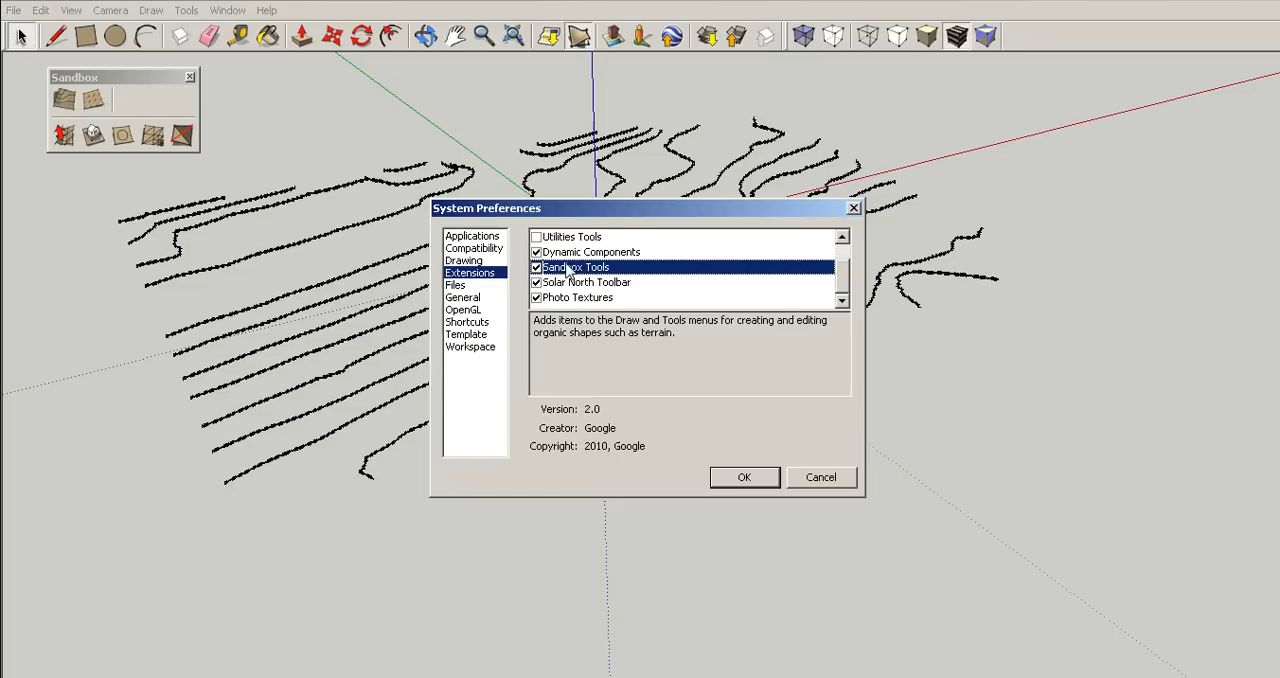 File Edit View Camera Draw Tools Window Help
Sandbox
System Preferences
Applications
Compatibility
Drawing
Extensions
Files
General
OpenGL
Shortcuts
Template
Workspace
Utilities Tools
Dynamic Components
Sandbox Tools
Solar North Toolbar
Photo Textures
Adds items to the Draw and Tools menus for creating and editing
organic shapes such as terrain.
Version: 2.0
Creator: Google
Copyright: 2010, Google
OK Cancel